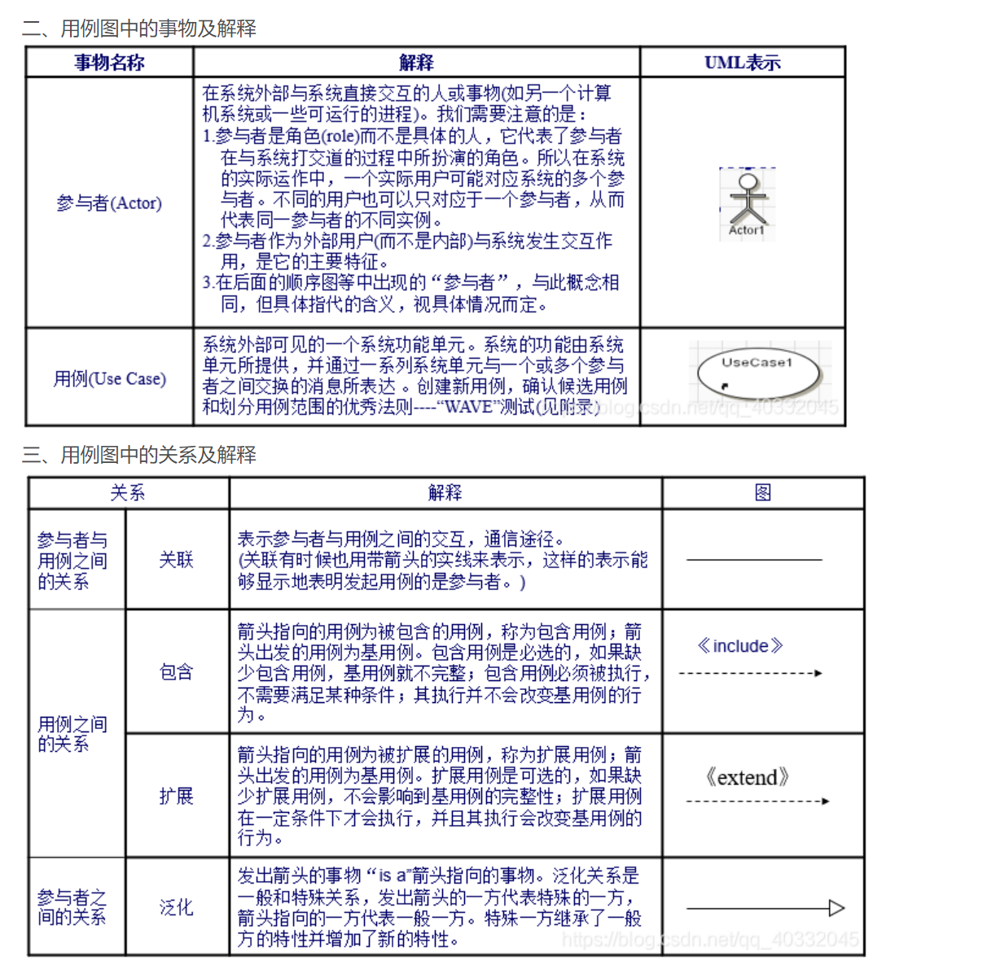 二、用例图中的事物及解释
事物名称
解释
UML表示
参与者(Actor)
在系统外部与系统直接交互的人或事物(如另一个计算
机系统或一些可运行的进程)。我们需要注意的是：
1.参与者是角色(role)而不是具体的人，它代表了参与者
在与系统打交道的过程中所扮演的角色。所以在系统
的实际运作中，一个实际用户可能对应系统的多个参
与者。不同的用户也可以只对应于一个参与者，从而
代表同一参与者的不同实例。
2.参与者作为外部用户(而不是内部)与系统发生交互作
用，是它的主要特征。
3.在后面的顺序图等中出现的“参与者”，与此概念相
同，但具体指代的含义，视具体情况而定。
Actor1
用例(Use Case)
系统外部可见的一个系统功能单元。系统的功能由系统
单元所提供，并通过一系列系统单元与一个或多个参与
者之间交换的消息所表达 。创建新用例，确认候选用例
和划分用例范围的优秀法则----“WAVE”测试(见附录)
UseCase1
blog.csdn.net/qq_40332045
三、用例图中的关系及解释
关系
解释
图
参与者与
用例之间
的关系
关联
表示参与者与用例之间的交互，通信途径。
(关联有时候也用带箭头的实线来表示，这样的表示能
够显示地表明发起用例的是参与者。)
用例之间
的关系
包含
箭头指向的用例为被包含的用例，称为包含用例；箭
头出发的用例为基用例。包含用例是必选的，如果缺
少包含用例，基用例就不完整；包含用例必须被执行，
不需要满足某种条件；其执行并不会改变基用例的行
为。
《include》
扩展
箭头指向的用例为被扩展的用例，称为扩展用例；箭
头出发的用例为基用例。扩展用例是可选的，如果缺
少扩展用例，不会影响到基用例的完整性；扩展用例
在一定条件下才会执行，并且其执行会改变基用例的
行为。
《extend》
参与者之
间的关系
泛化
发出箭头的事物“is a”箭头指向的事物。泛化关系是
一般和特殊关系，发出箭头的一方代表特殊的一方，
箭头指向的一方代表一般一方。特殊一方继承了一般
方的特性并增加了新的特性。
https://blog.csdn.net/qq_40332045